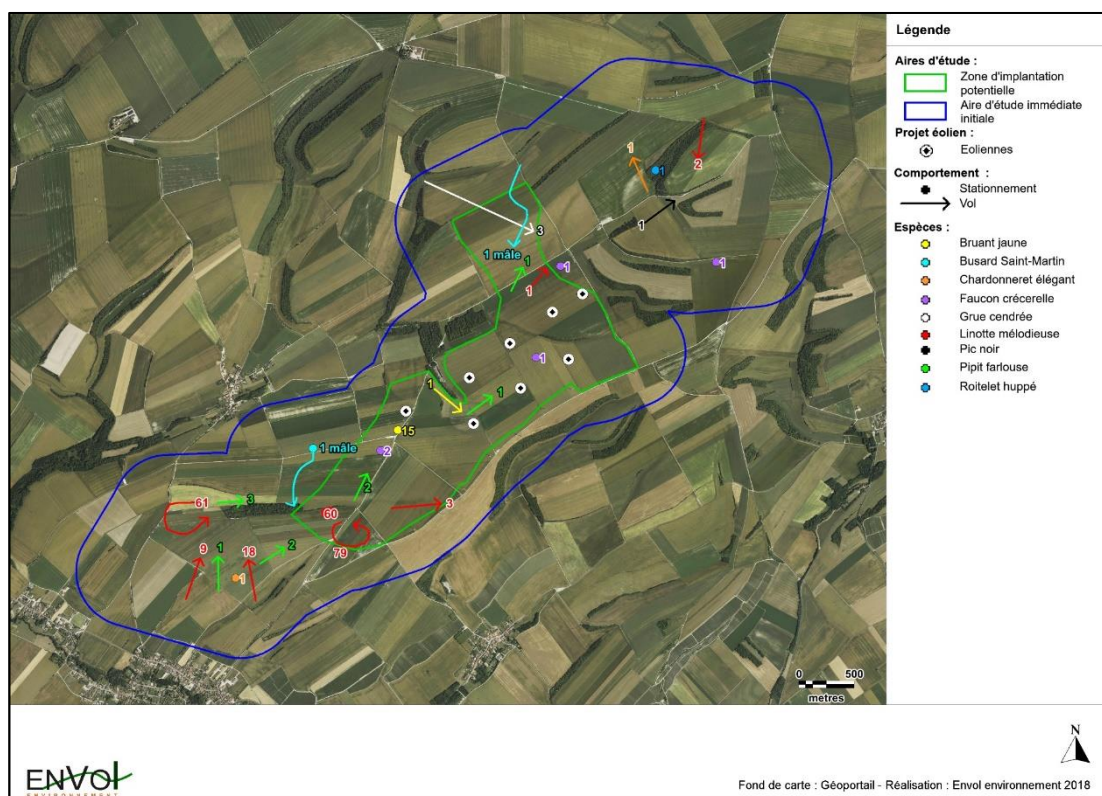 Légende
Aires d'étude :
Zone d'implantation
potentielle
Aire d'étude immédiate
initiale
Projet éolien :
Eoliennes
Comportement :
Stationnement
Vol
Espèces :
Bruant jaune
Busard Saint-Martin
Chardonneret élégant
Faucon crécerelle
Grue cendrée
Linotte mélodieuse
Pic noir
Pipit farlouse
Roitelet huppé
1
2
1
1
3
1 mâle
1
1
1
1
1
1
1
15
1 mâle
2
61
3
2
60
3
79
9
1
18
2
1
0 500
metres
N
ENVOl
ENVIRONNEMENT
Fond de carte : Géoportail - Réalisation : Envol environnement 2018